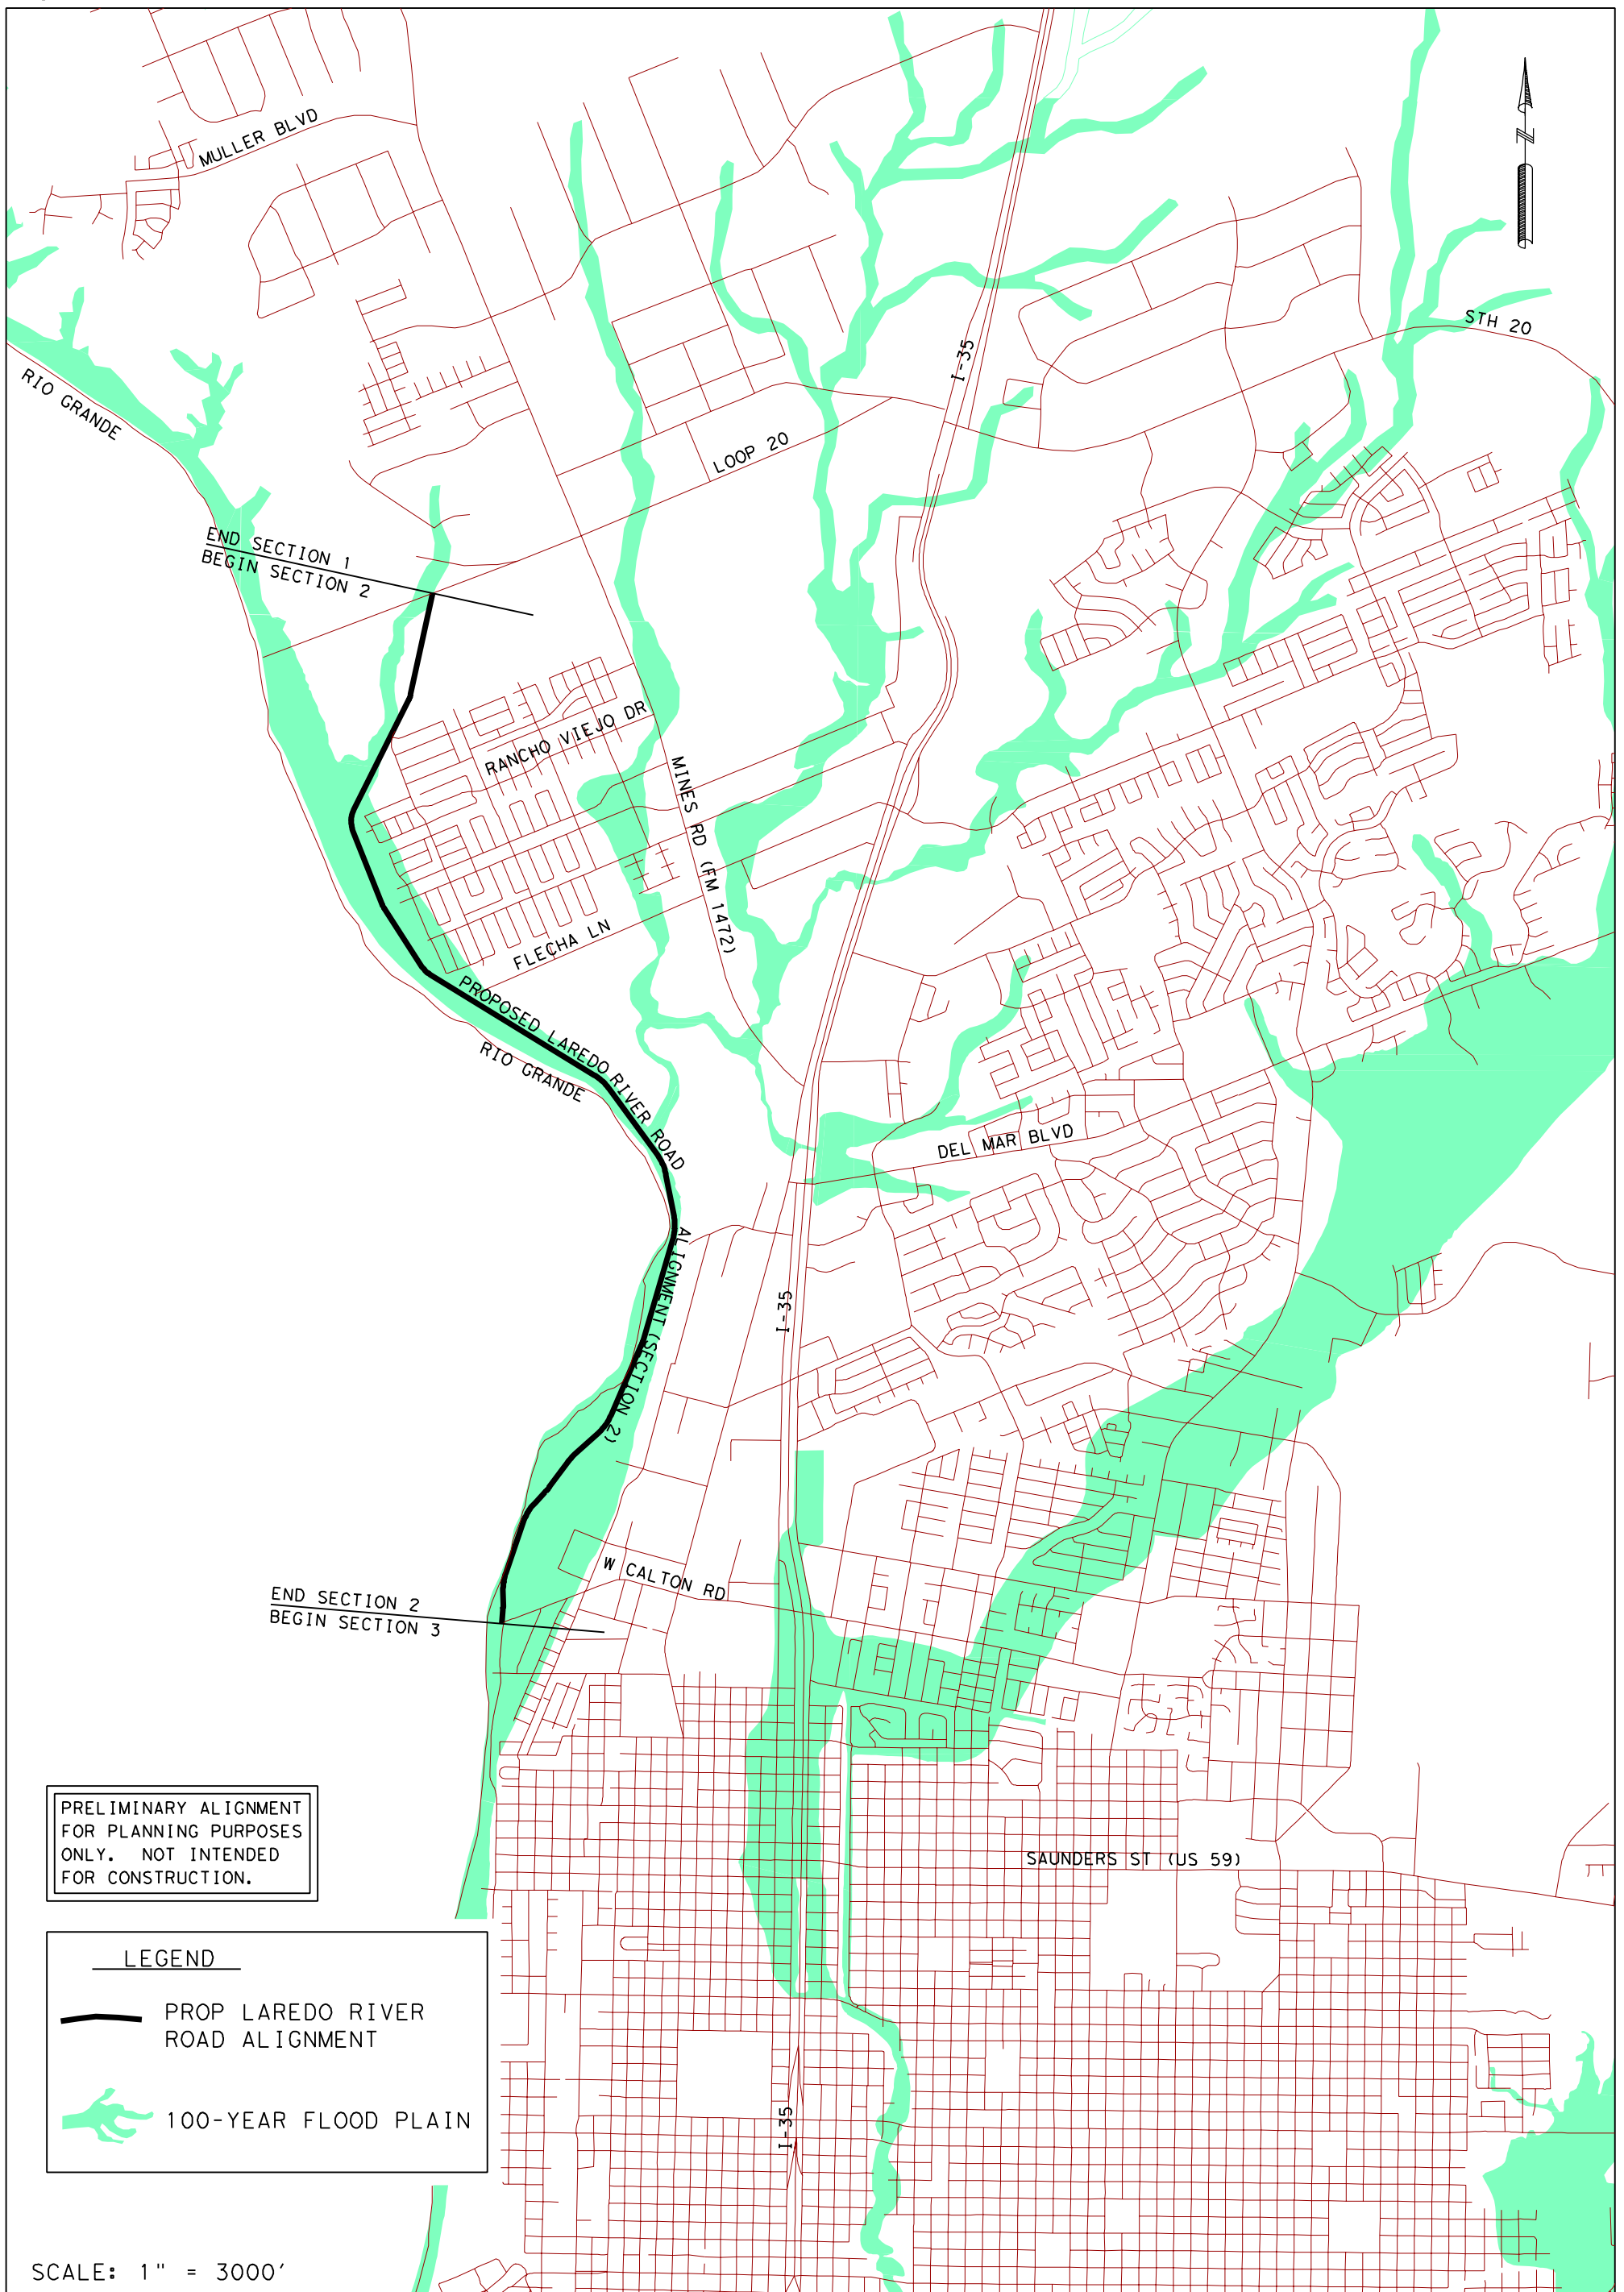 N
MULLER BLVD
STH 20
I-35
RIO GRANDE
LOOP 20
END SECTION 1
BEGIN SECTION 2
RANCHO VIEJO DR
MINES RD (FM 1472)
FLECHA LN
PROPOSED LAREDO RIVER ROAD ALIGNMENT (SECTION 2)
RIO GRANDE
DEL MAR BLVD
I-35
W CALTON RD
END SECTION 2
BEGIN SECTION 3
PRELIMINARY ALIGNMENT
FOR PLANNING PURPOSES
ONLY. NOT INTENDED
FOR CONSTRUCTION.
SAUNDERS ST (US 59)
LEGEND
PROP LAREDO RIVER
ROAD ALIGNMENT
100-YEAR FLOOD PLAIN
I-35
SCALE: 1" = 3000'